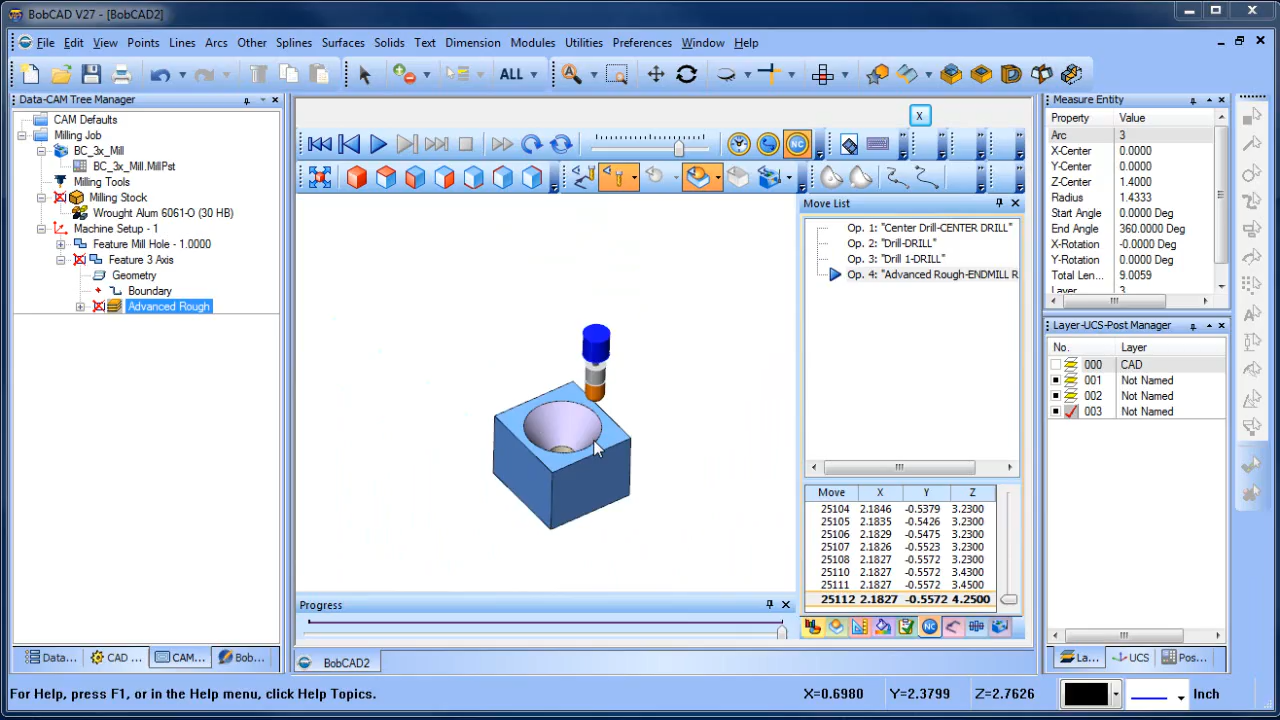 BobCAD V27 - [BobCAD2]
File Edit View Points Lines Arcs Other Splines Surfaces Solids Text Dimension Modules Utilities Preferences Window Help
ALL
Data-CAM Tree Manager
CAM Defaults
Milling Job
BC_3x_Mill
BC_3x_Mill.MillPst
Milling Tools
Milling Stock
Wrought Alum 6061-O (30 HB)
Machine Setup - 1
Feature Mill Hole - 1.0000
Feature 3 Axis
Geometry
Boundary
Advanced Rough
Data... CAD ... CAM... Bob...
X
NC
Move List
Op. 1: "Center Drill-CENTER DRILL"
Op. 2: "Drill-DRILL"
Op. 3: "Drill 1-DRILL"
Op. 4: "Advanced Rough-ENDMILL R
Move X Y Z
25104 2.1846 -0.5379 3.2300
25105 2.1835 -0.5426 3.2300
25106 2.1829 -0.5475 3.2300
25107 2.1826 -0.5523 3.2300
25108 2.1827 -0.5572 3.2300
25110 2.1827 -0.5572 3.4300
25111 2.1827 -0.5572 3.4500
25112 2.1827 -0.5572 4.2500
NC
Progress
BobCAD2
Measure Entity
Property Value
Arc 3
X-Center 0.0000
Y-Center 0.0000
Z-Center 1.4000
Radius 1.4333
Start Angle 0.0000 Deg
End Angle 360.0000 Deg
X-Rotation -0.0000 Deg
Y-Rotation 0.0000 Deg
Total Len... 9.0059
Layer 3
Layer-UCS-Post Manager
No. Layer
000 CAD
001 Not Named
002 Not Named
003 Not Named
La... UCS Pos...
For Help, press F1, or in the Help menu, click Help Topics.
X=0.6980 Y=2.3799 Z=2.7626 Inch